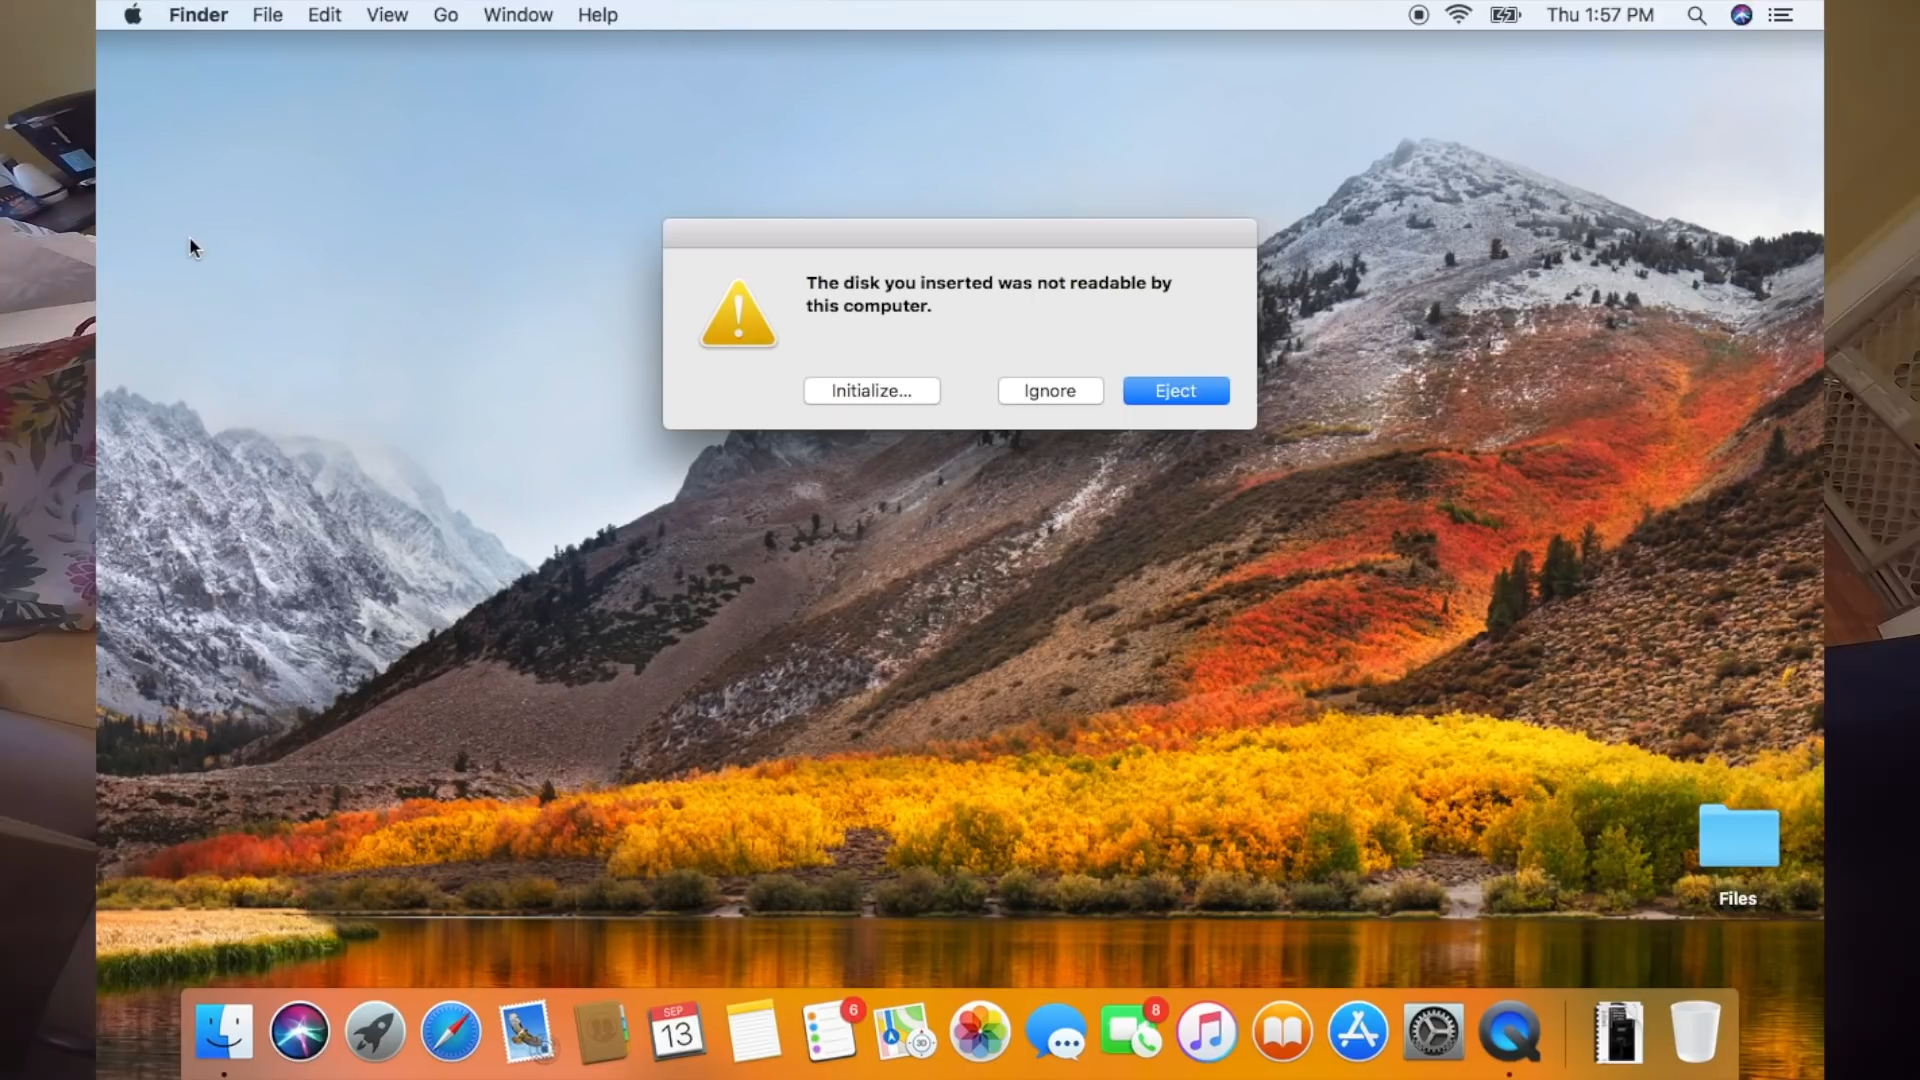 Finder File Edit View Go Window Help Thu 1:57 PM
The disk you inserted was not readable by
this computer.
Initialize... Ignore Eject
Files
SEP
13
6
3D
8